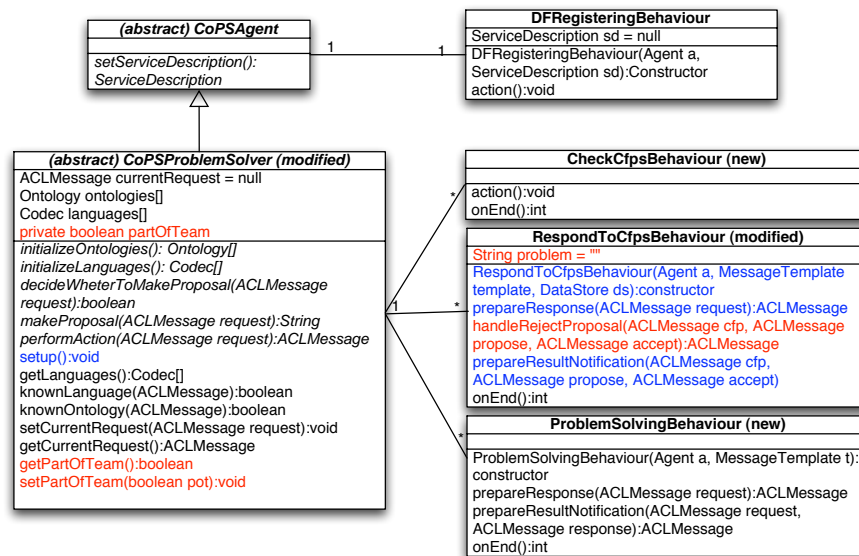 (abstract) CoPSAgent
setServiceDescription():
ServiceDescription
1
1
DFRegisteringBehaviour
ServiceDescription sd = null
DFRegisteringBehaviour(Agent a,
ServiceDescription sd):Constructor
action():void
(abstract) CoPSProblemSolver (modified)
ACLMessage currentRequest = null
Ontology ontologies[]
Codec languages[]
private boolean partOfTeam
initializeOntologies(): Ontology[]
initializeLanguages(): Codec[]
decideWheterToMakeProposal(ACLMessage
request):boolean
makeProposal(ACLMessage request):String
performAction(ACLMessage request):ACLMessage
setup():void
getLanguages():Codec[]
knownLanguage(ACLMessage):boolean
knownOntology(ACLMessage):boolean
setCurrentRequest(ACLMessage request):void
getCurrentRequest():ACLMessage
getPartOfTeam():boolean
setPartOfTeam(boolean pot):void
1
*
*
*
CheckCfpsBehaviour (new)
action():void
onEnd():int
RespondToCfpsBehaviour (modified)
String problem = ""
RespondToCfpsBehaviour(Agent a, MessageTemplate
template, DataStore ds):constructor
prepareResponse(ACLMessage request):ACLMessage
handleRejectProposal(ACLMessage cfp, ACLMessage
propose, ACLMessage accept):ACLMessage
prepareResultNotification(ACLMessage cfp,
ACLMessage propose, ACLMessage accept)
onEnd():int
ProblemSolvingBehaviour (new)
ProblemSolvingBehaviour(Agent a, MessageTemplate t):
constructor
prepareResponse(ACLMessage request):ACLMessage
prepareResultNotification(ACLMessage request,
ACLMessage response):ACLMessage
onEnd():int